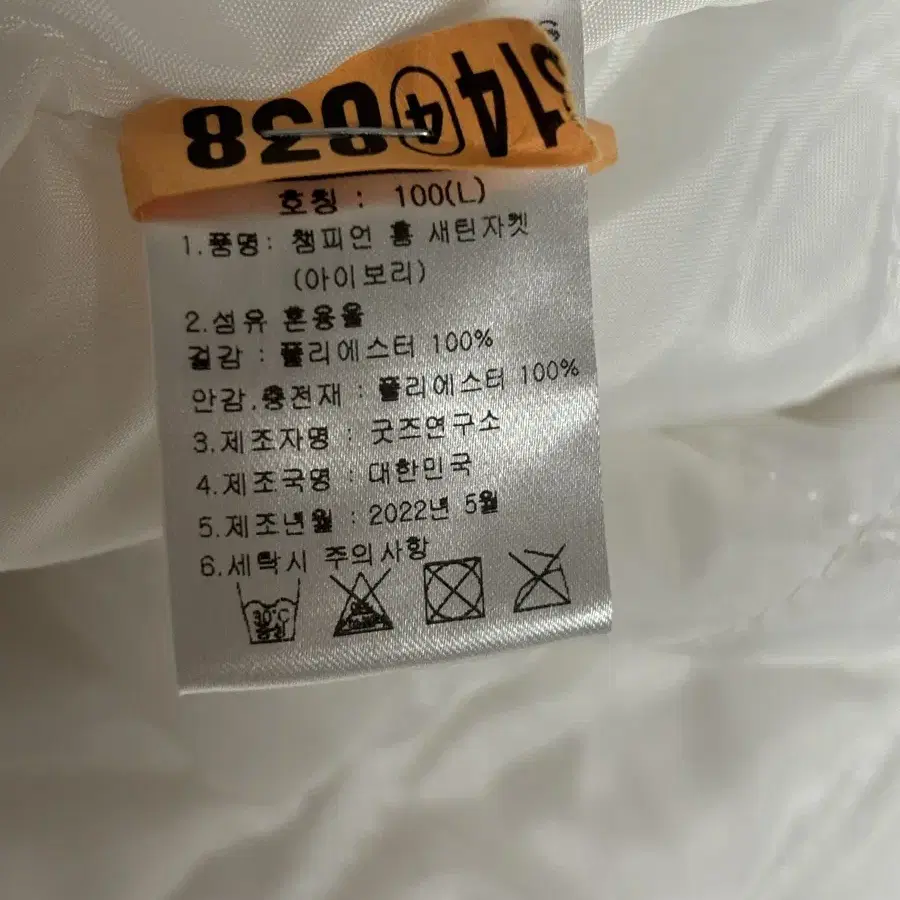 4038
호칭 : 100(L)
1.품명: 챔피언 홈 새틴자켓
(아이보리)
2.섬유 혼용율
겉감 : 폴리에스터 100%
안감,충전재 : 폴리에스터 100%
3.제조자명 : 굿즈연구소
4.제조국명 : 대한민국
5.제조년월 : 2022년 5월
6.세탁시 주의사항
30℃
중성